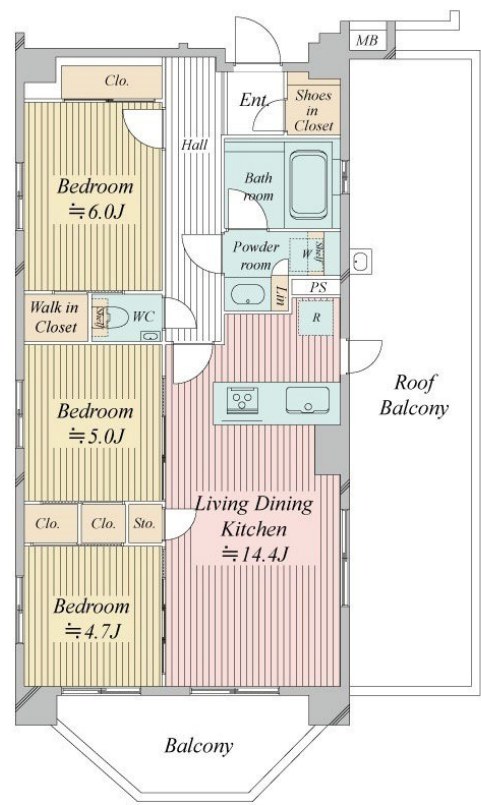 MB
Clo.
Ent.
Shoes
in
Closet
Hall
Bedroom
≒6.0J
Bath
room
Powder
room
W
Shelf
Lin
PS
R
Walk in
Closet
Shelf
WC
Roof
Balcony
Bedroom
≒5.0J
Clo.
Clo.
Sto.
Living Dining
Kitchen
≒14.4J
Bedroom
≒4.7J
Balcony